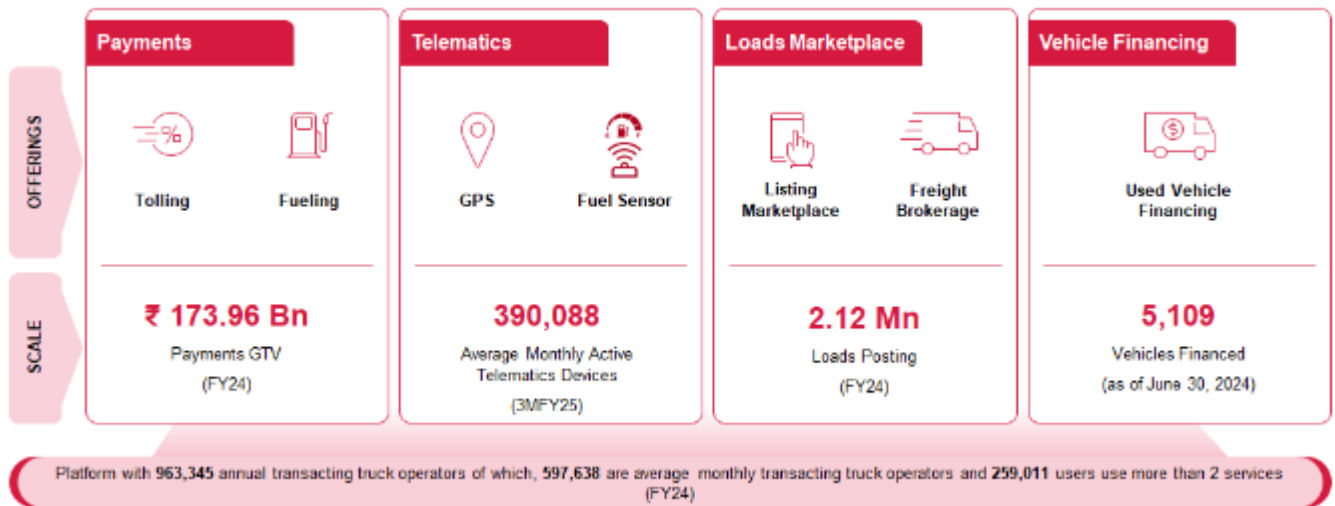 Payments
Telematics
Loads Marketplace
Vehicle Financing
OFFERINGS
Tolling
Fueling
GPS
Fuel Sensor
Listing
Marketplace
Freight
Brokerage
Used Vehicle
Financing
SCALE
₹ 173.96 Bn
Payments GTV
(FY24)
390,088
Average Monthly Active
Telematics Devices
(3MFY25)
2.12 Mn
Loads Posting
(FY24)
5,109
Vehicles Financed
(as of June 30, 2024)
Platform with 963,345 annual transacting truck operators of which, 597,638 are average monthly transacting truck operators and 259,011 users use more than 2 services
(FY24)